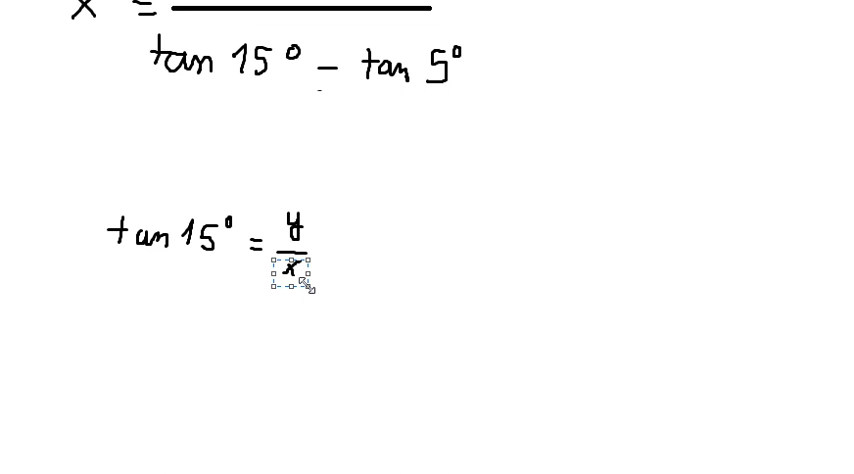 x =
tan 15° - tan 5°
tan 15° = y/x